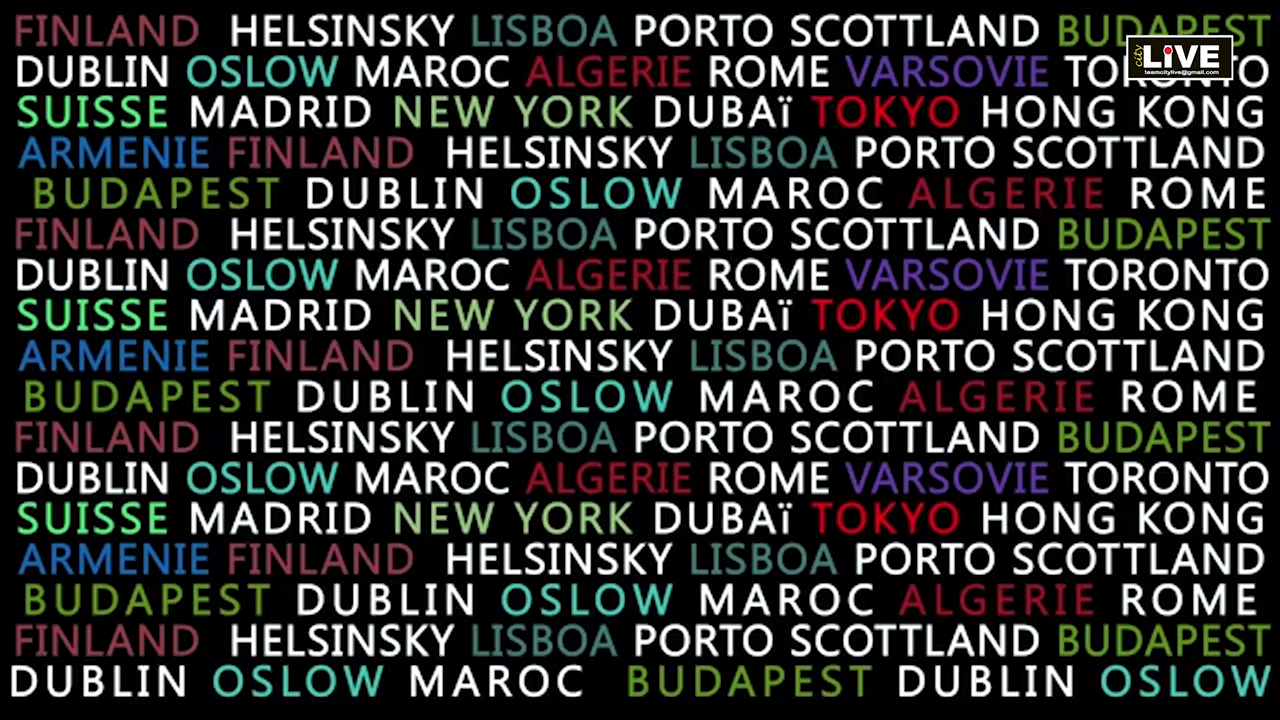 FINLAND HELSINSKY LISBOA PORTO SCOTTLAND BUDAPEST
city LiVE
teamcitylive@gmail.com
DUBLIN OSLOW MAROC ALGERIE ROME VARSOVIE TORONTO
SUISSE MADRID NEW YORK DUBAï TOKYO HONG KONG
ARMENIE FINLAND HELSINSKY LISBOA PORTO SCOTTLAND
BUDAPEST DUBLIN OSLOW MAROC ALGERIE ROME
FINLAND HELSINSKY LISBOA PORTO SCOTTLAND BUDAPEST
DUBLIN OSLOW MAROC ALGERIE ROME VARSOVIE TORONTO
SUISSE MADRID NEW YORK DUBAï TOKYO HONG KONG
ARMENIE FINLAND HELSINSKY LISBOA PORTO SCOTTLAND
BUDAPEST DUBLIN OSLOW MAROC ALGERIE ROME
FINLAND HELSINSKY LISBOA PORTO SCOTTLAND BUDAPEST
DUBLIN OSLOW MAROC ALGERIE ROME VARSOVIE TORONTO
SUISSE MADRID NEW YORK DUBAï TOKYO HONG KONG
ARMENIE FINLAND HELSINSKY LISBOA PORTO SCOTTLAND
BUDAPEST DUBLIN OSLOW MAROC ALGERIE ROME
FINLAND HELSINSKY LISBOA PORTO SCOTTLAND BUDAPEST
DUBLIN OSLOW MAROC BUDAPEST DUBLIN OSLOW